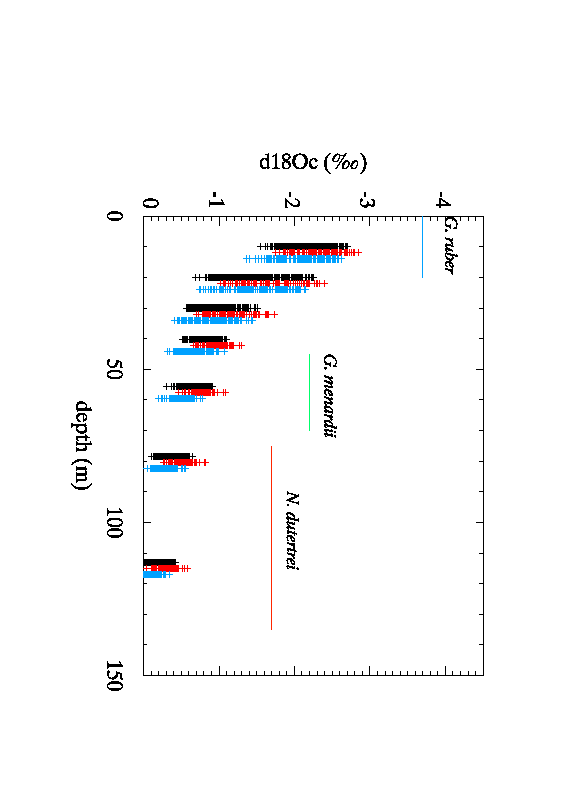 d18Oc (‰)
0
-1
-2
-3
-4
0
50
100
150
depth (m)
G. ruber
G. menardii
N. dutertrei